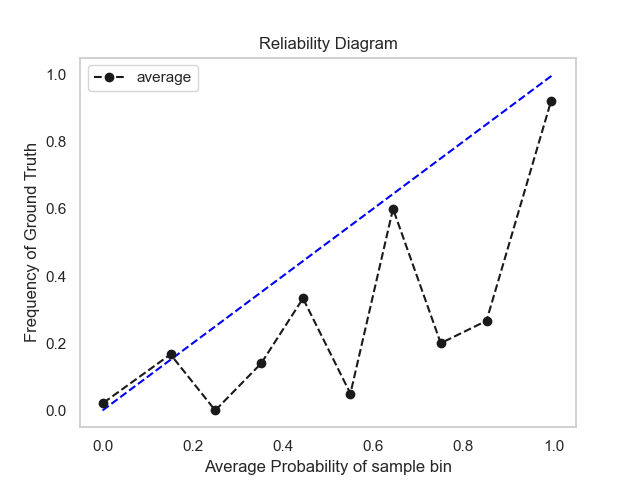 Reliability Diagram
average
Frequency of Ground Truth
1.0
0.8
0.6
0.4
0.2
0.0
0.0 0.2 0.4 0.6 0.8 1.0
Average Probability of sample bin